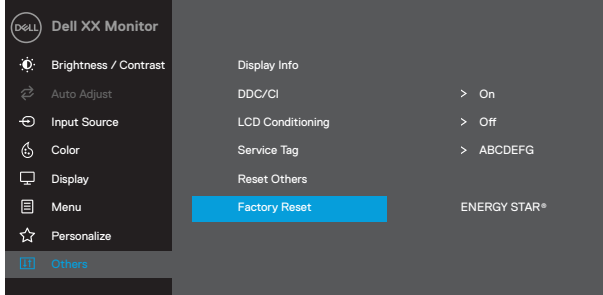 DELL Dell XX Monitor
Brightness / Contrast
Auto Adjust
Input Source
Color
Display
Menu
Personalize
Others
Display Info
DDC/CI > On
LCD Conditioning > Off
Service Tag > ABCDEFG
Reset Others
Factory Reset ENERGY STAR®